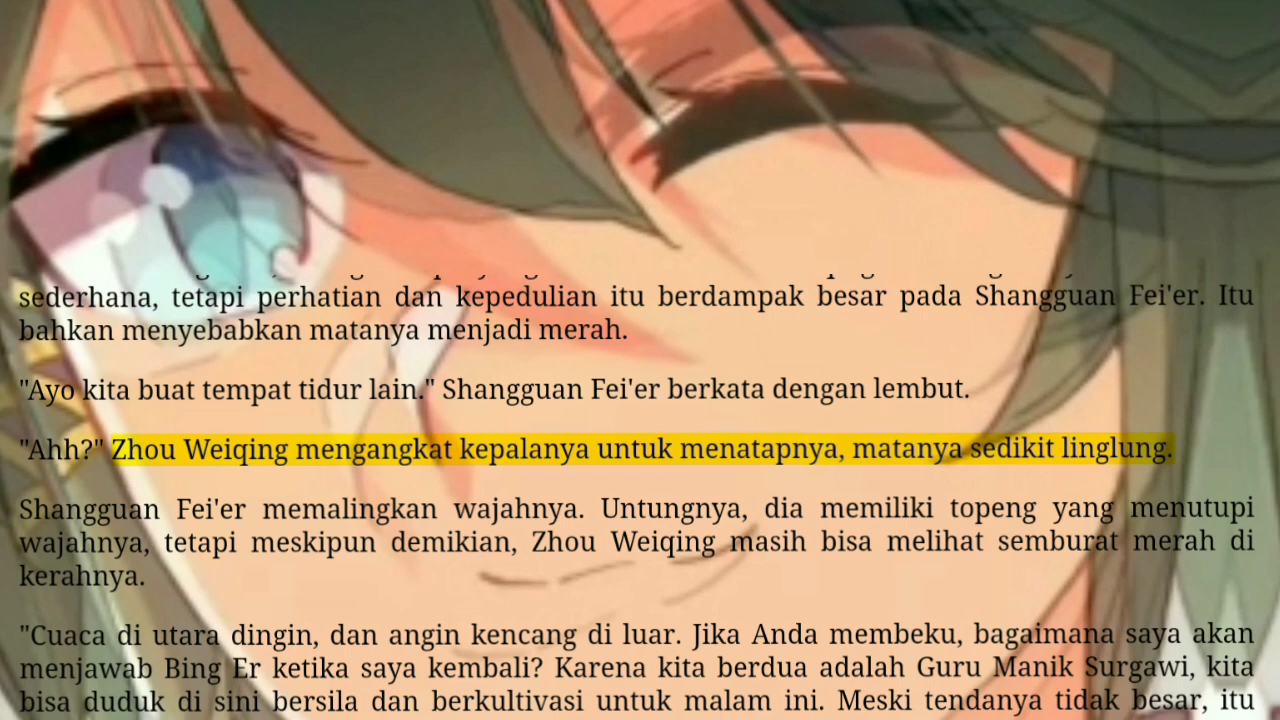 sederhana, tetapi perhatian dan kepedulian itu berdampak besar pada Shangguan Fei'er. Itu
bahkan menyebabkan matanya menjadi merah.
"Ayo kita buat tempat tidur lain." Shangguan Fei'er berkata dengan lembut.
"Ahh?" Zhou Weiqing mengangkat kepalanya untuk menatapnya, matanya sedikit linglung.
Shangguan Fei'er memalingkan wajahnya. Untungnya, dia memiliki topeng yang menutupi
wajahnya, tetapi meskipun demikian, Zhou Weiqing masih bisa melihat semburat merah di
kerahnya.
"Cuaca di utara dingin, dan angin kencang di luar. Jika Anda membeku, bagaimana saya akan
menjawab Bing Er ketika saya kembali? Karena kita berdua adalah Guru Manik Surgawi, kita
bisa duduk di sini bersila dan berkultivasi untuk malam ini. Meski tendanya tidak besar, itu